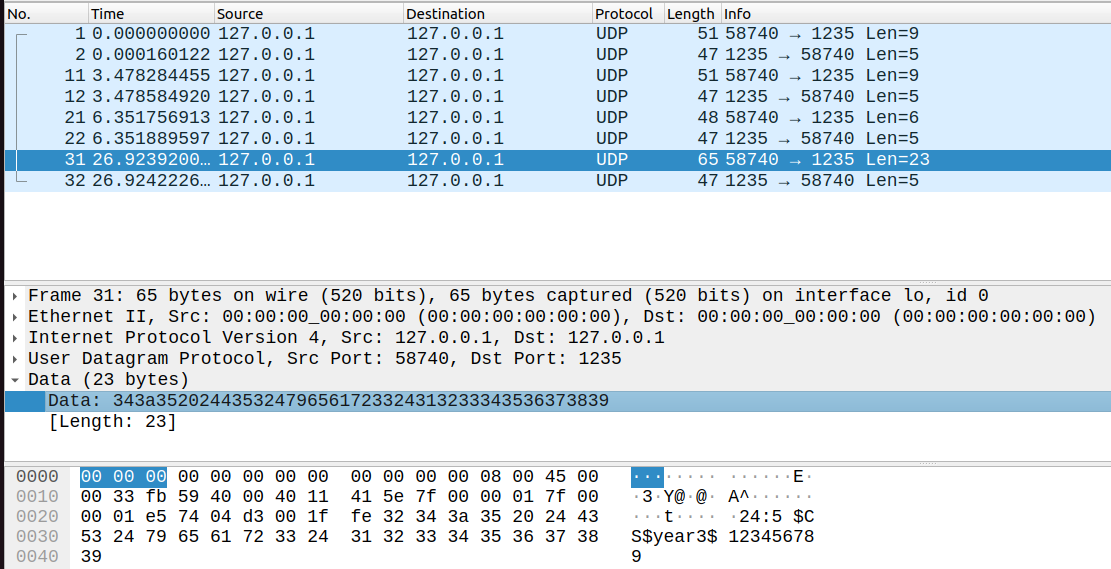 No. Time Source Destination Protocol Length Info
1 0.000000000 127.0.0.1 127.0.0.1 UDP 51 58740 → 1235 Len=9
2 0.000160122 127.0.0.1 127.0.0.1 UDP 47 1235 → 58740 Len=5
11 3.478284455 127.0.0.1 127.0.0.1 UDP 51 58740 → 1235 Len=9
12 3.478584920 127.0.0.1 127.0.0.1 UDP 47 1235 → 58740 Len=5
21 6.351756913 127.0.0.1 127.0.0.1 UDP 48 58740 → 1235 Len=6
22 6.351889597 127.0.0.1 127.0.0.1 UDP 47 1235 → 58740 Len=5
31 26.9239200… 127.0.0.1 127.0.0.1 UDP 65 58740 → 1235 Len=23
32 26.9242226… 127.0.0.1 127.0.0.1 UDP 47 1235 → 58740 Len=5
Frame 31: 65 bytes on wire (520 bits), 65 bytes captured (520 bits) on interface lo, id 0
Ethernet II, Src: 00:00:00_00:00:00 (00:00:00:00:00:00), Dst: 00:00:00_00:00:00 (00:00:00:00:00:00)
Internet Protocol Version 4, Src: 127.0.0.1, Dst: 127.0.0.1
User Datagram Protocol, Src Port: 58740, Dst Port: 1235
Data (23 bytes)
Data: 343a352024435324796561723324313233343536373839
[Length: 23]
0000 00 00 00 00 00 00 00 00 00 00 00 00 08 00 45 00 ········ ······E·
0010 00 33 fb 59 40 00 40 11 41 5e 7f 00 00 01 7f 00 ·3·Y@·@· A^······
0020 00 01 e5 74 04 d3 00 1f fe 32 34 3a 35 20 24 43 ···t···· ·24:5 $C
0030 53 24 79 65 61 72 33 24 31 32 33 34 35 36 37 38 S$year3$ 12345678
0040 39 9